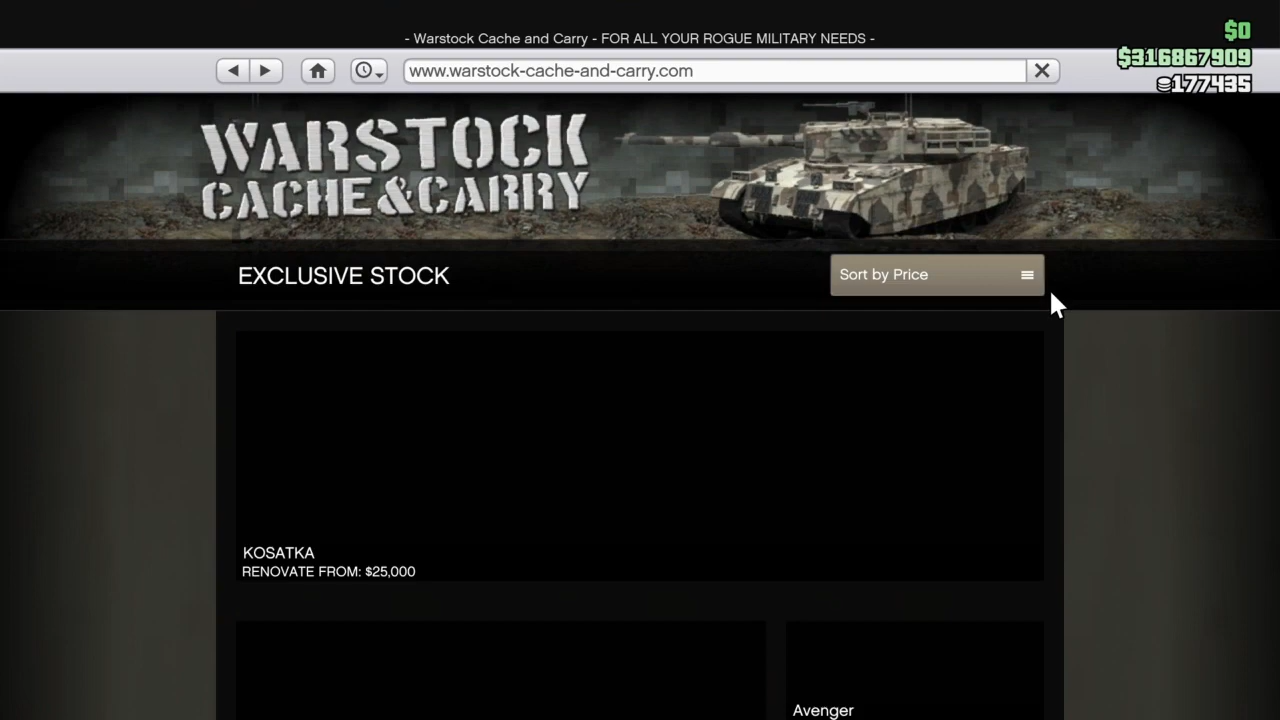 - Warstock Cache and Carry - FOR ALL YOUR ROGUE MILITARY NEEDS -
$0
$316867909
177435
www.warstock-cache-and-carry.com
WARSTOCK
CACHE & CARRY
EXCLUSIVE STOCK
Sort by Price
KOSATKA
RENOVATE FROM: $25,000
Avenger